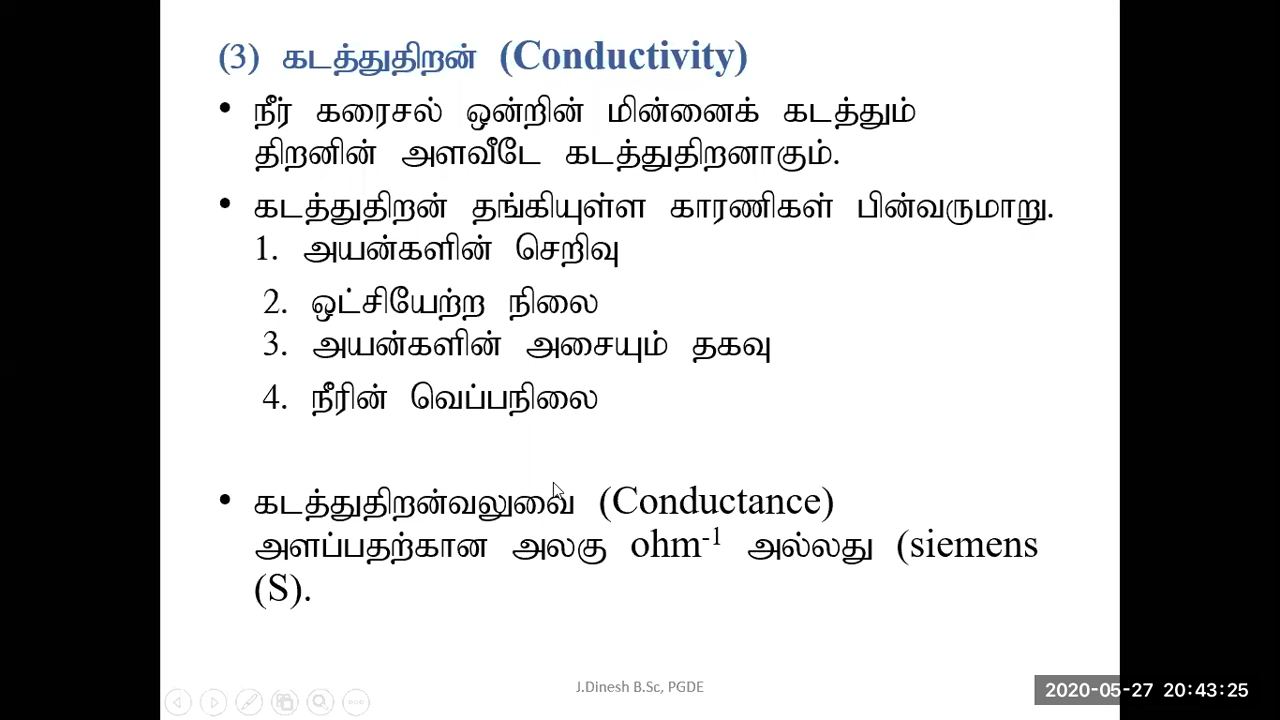 (3) கடத்துதிறன் (Conductivity)
• நீர் கரைசல் ஒன்றின் மின்னைக் கடத்தும்
திறனின் அளவீடே கடத்துதிறனாகும்.
• கடத்துதிறன் தங்கியுள்ள காரணிகள் பின்வருமாறு.
1. அயன்களின் செறிவு
2. ஒட்சியேற்ற நிலை
3. அயன்களின் அசையும் தகவு
4. நீரின் வெப்பநிலை
• கடத்துதிறன்வலுவை (Conductance)
அளப்பதற்கான அலகு ohm⁻¹ அல்லது (siemens
(S).
J.Dinesh B.Sc, PGDE
2020-05-27 20:43:25